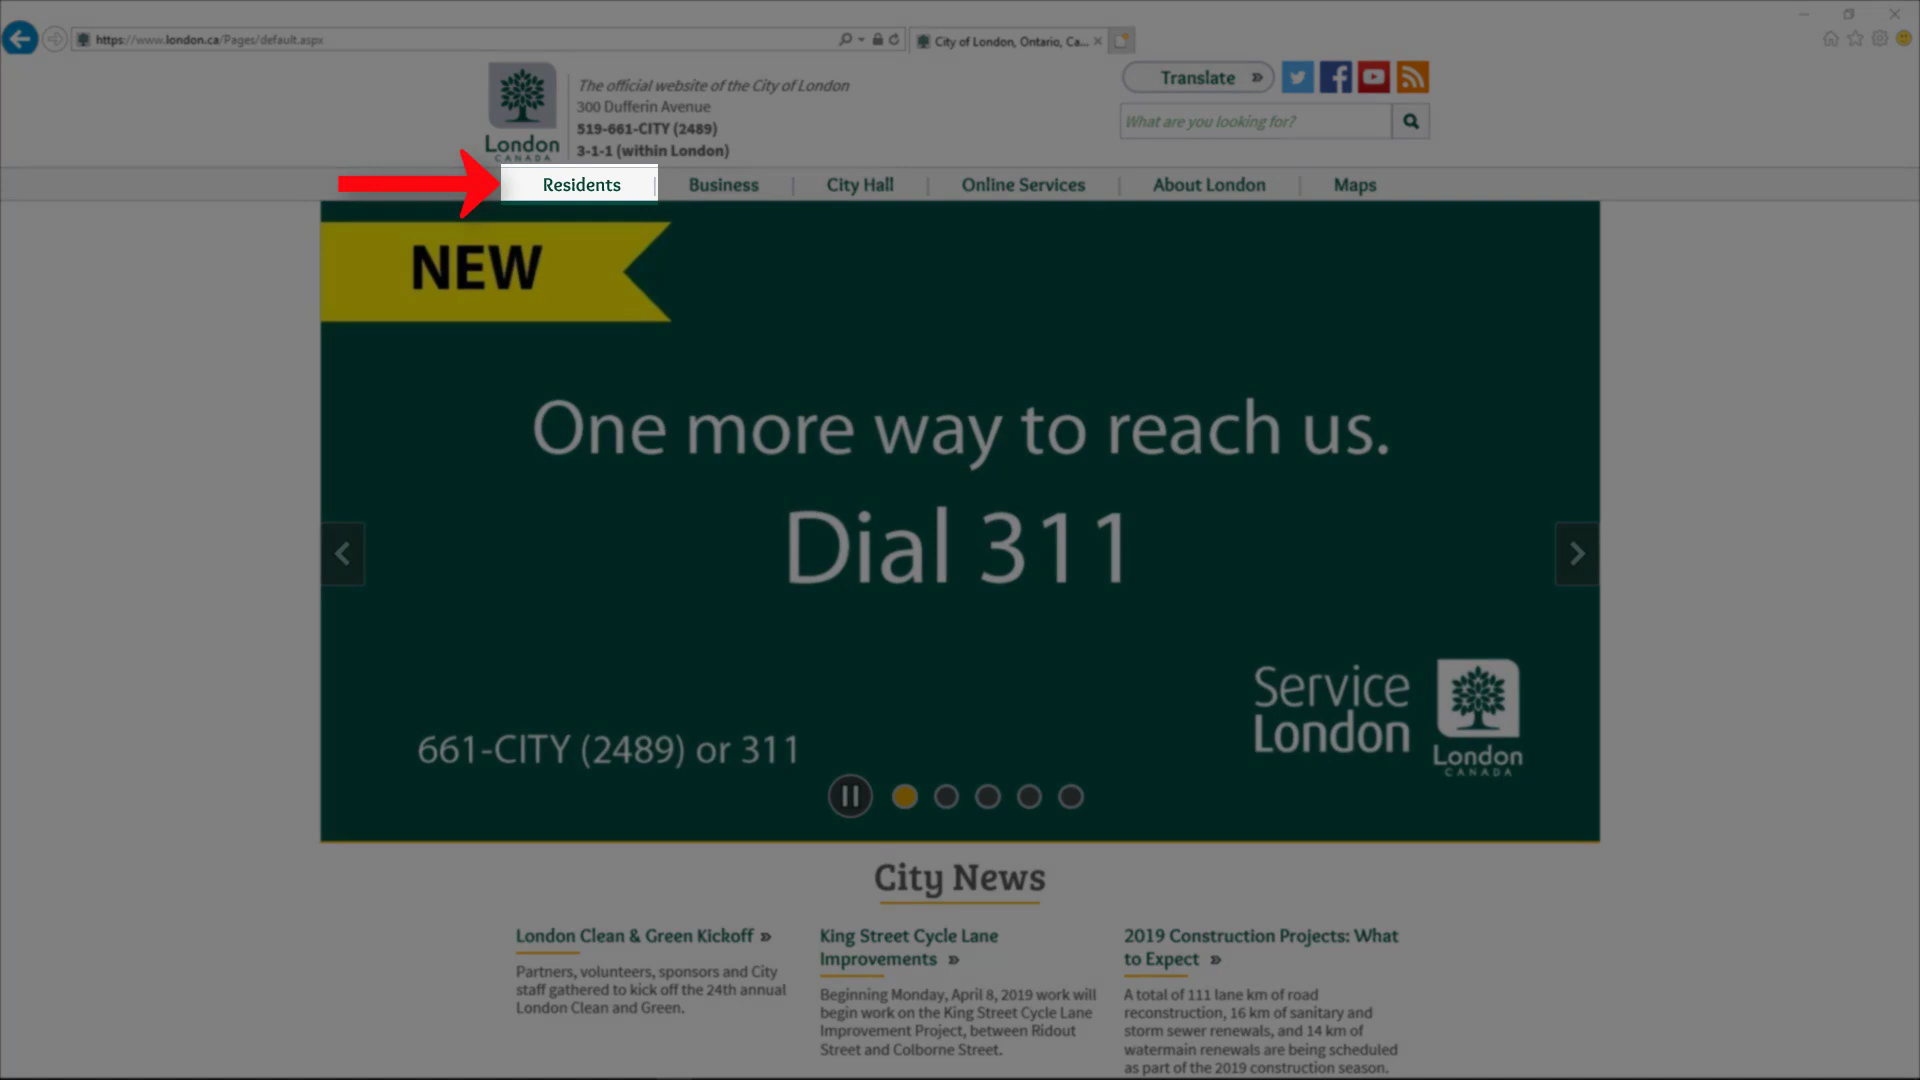 https://www.london.ca/Pages/default.aspx
City of London, Ontario, Ca...
London
CANADA
The official website of the City of London
300 Dufferin Avenue
519-661-CITY (2489)
3-1-1 (within London)
Translate »
What are you looking for?
Residents
Business
City Hall
Online Services
About London
Maps
NEW
One more way to reach us.
Dial 311
661-CITY (2489) or 311
Service
London
London
CANADA
City News
London Clean & Green Kickoff »
Partners, volunteers, sponsors and City
staff gathered to kick off the 24th annual
London Clean and Green.
King Street Cycle Lane
Improvements »
Beginning Monday, April 8, 2019 work will
begin work on the King Street Cycle Lane
Improvement Project, between Ridout
Street and Colborne Street.
2019 Construction Projects: What
to Expect »
A total of 111 lane km of road
reconstruction, 16 km of sanitary and
storm sewer renewals, and 14 km of
watermain renewals are being scheduled
as part of the 2019 construction season.